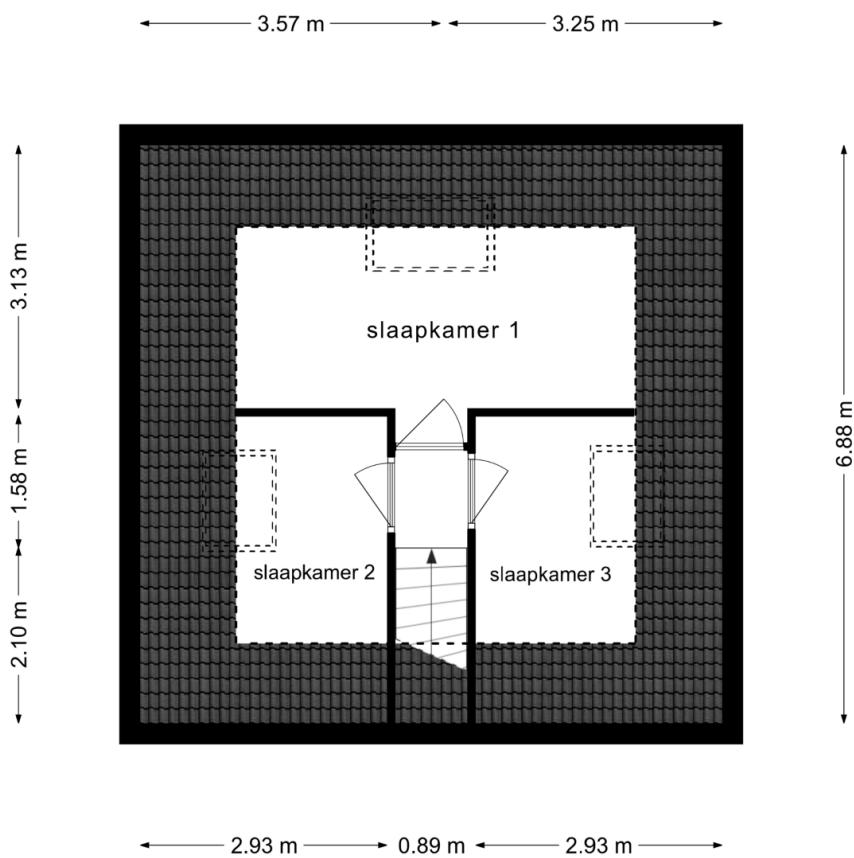 3.57 m
3.25 m
3.13 m
1.58 m
2.10 m
6.88 m
slaapkamer 1
slaapkamer 2
slaapkamer 3
2.93 m
0.89 m
2.93 m